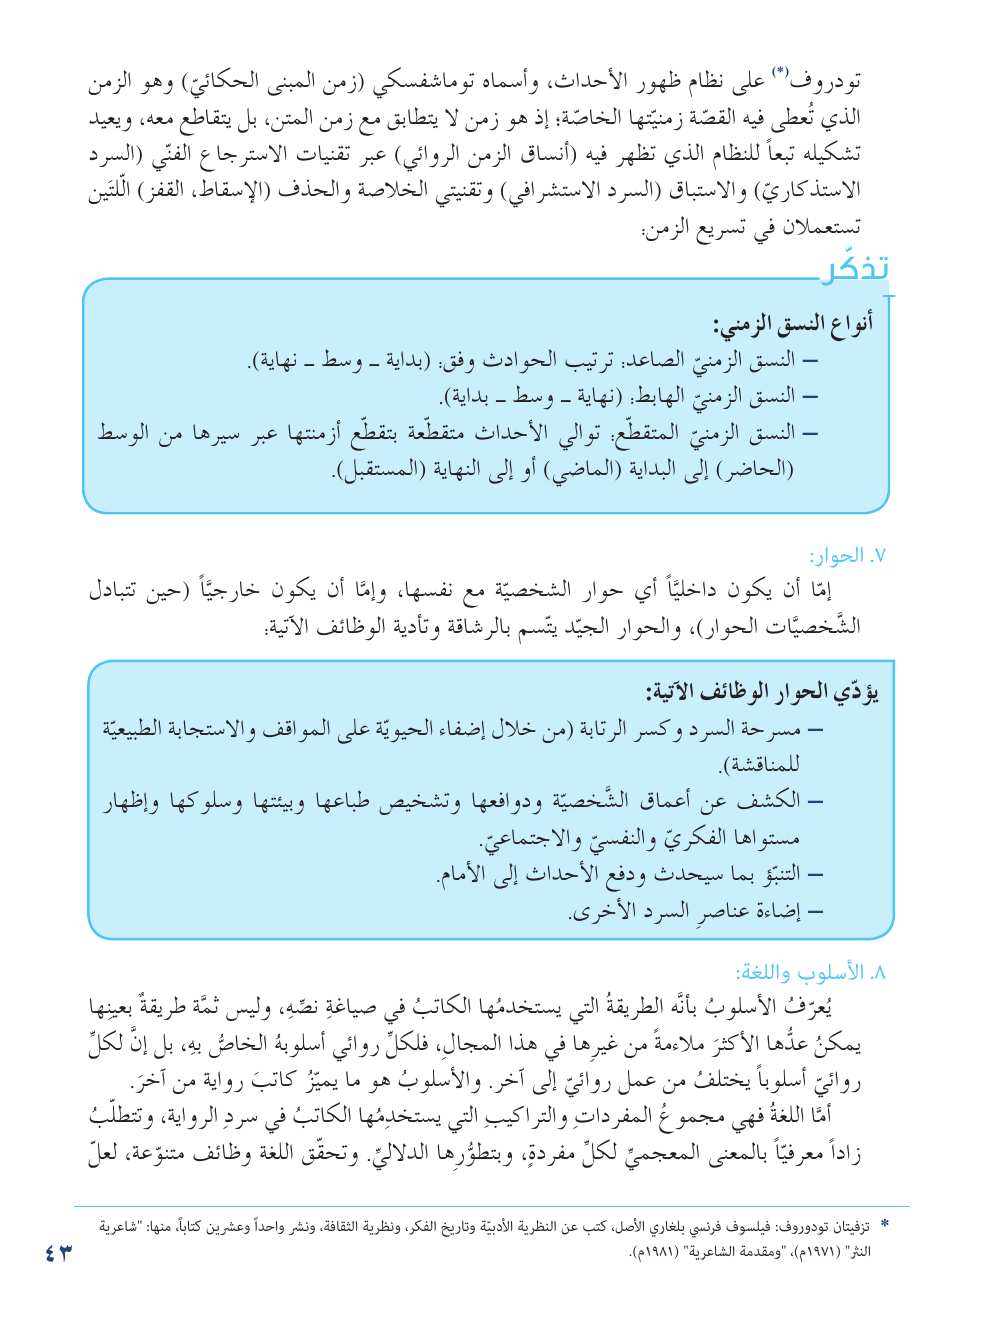 تودروف(*) على نظام ظهور الأحداث، وأسماه توماشفسكي (زمن المبنى الحكائيّ) وهو الزمن
الذي تُعطى فيه القصّة زمنيّتها الخاصّة؛ إذ هو زمن لا يتطابق مع زمن المتن، بل يتقاطع معه، ويعيد
تشكيله تبعاً للنظام الذي تظهر فيه (أنساق الزمن الروائي) عبر تقنيات الاسترجاع الفنّي (السرد
الاستذكاريّ) والاستباق (السرد الاستشرافي) وتقنيتي الخلاصة والحذف (الإسقاط، القفز) الّلتَين
تستعملان في تسريع الزمن:
تذكّر
أنواع النسق الزمني:
– النسق الزمنيّ الصاعد: ترتيب الحوادث وفق: (بداية ـ وسط ـ نهاية).
– النسق الزمنيّ الهابط: (نهاية ـ وسط ـ بداية).
– النسق الزمنيّ المتقطّع: توالي الأحداث متقطّعة بتقطّع أزمنتها عبر سيرها من الوسط
(الحاضر) إلى البداية (الماضي) أو إلى النهاية (المستقبل).
٧. الحوار:
إمّا أن يكون داخليَّاً أي حوار الشخصيّة مع نفسها، وإمَّا أن يكون خارجيَّاً (حين تتبادل
الشَّخصيَّات الحوار)، والحوار الجيّد يتّسم بالرشاقة وتأدية الوظائف الآتية:
يؤدّي الحوار الوظائف الآتية:
– مسرحة السرد وكسر الرتابة (من خلال إضفاء الحيويّة على المواقف والاستجابة الطبيعيّة
للمناقشة).
– الكشف عن أعماق الشَّخصيّة ودوافعها وتشخيص طباعها وبيئتها وسلوكها وإظهار
مستواها الفكريّ والنفسيّ والاجتماعيّ.
– التنبّؤ بما سيحدث ودفع الأحداث إلى الأمام.
– إضاءة عناصرِ السرد الأخرى.
٨. الأسلوب واللغة:
يُعرّفُ الأسلوبُ بأنَّه الطريقةُ التي يستخدمُها الكاتبُ في صياغةِ نصِّهِ، وليس ثمَّة طريقةٌ بعينِها
يمكنُ عدُّها الأكثرَ ملاءمةً من غيرِها في هذا المجالِ، فلكلِّ روائي أسلوبهُ الخاصُّ بهِ، بل إنَّ لكلِّ
روائيّ أسلوباً يختلفُ من عمل روائيّ إلى آخر. والأسلوبُ هو ما يميّزُ كاتبَ رواية من آخرَ.
أمَّا اللغةُ فهي مجموعُ المفرداتِ والتراكيبِ التي يستخدِمُها الكاتبُ في سردِ الرواية، وتتطلّبُ
زاداً معرفيّاً بالمعنى المعجميِّ لكلِّ مفردةٍ، وبتطوُّرِها الدلاليِّ. وتحقّق اللغة وظائف متنوّعة، لعلّ
* تزفيتان تودوروف: فيلسوف فرنسي بلغاري الأصل، كتب عن النظرية الأدبيّة وتاريخ الفكر، ونظرية الثقافة، ونشر واحداً وعشرين كتاباً، منها: "شاعرية
النثر" (١٩٧١م)، "ومقدمة الشاعرية" (١٩٨١م).
٤٣